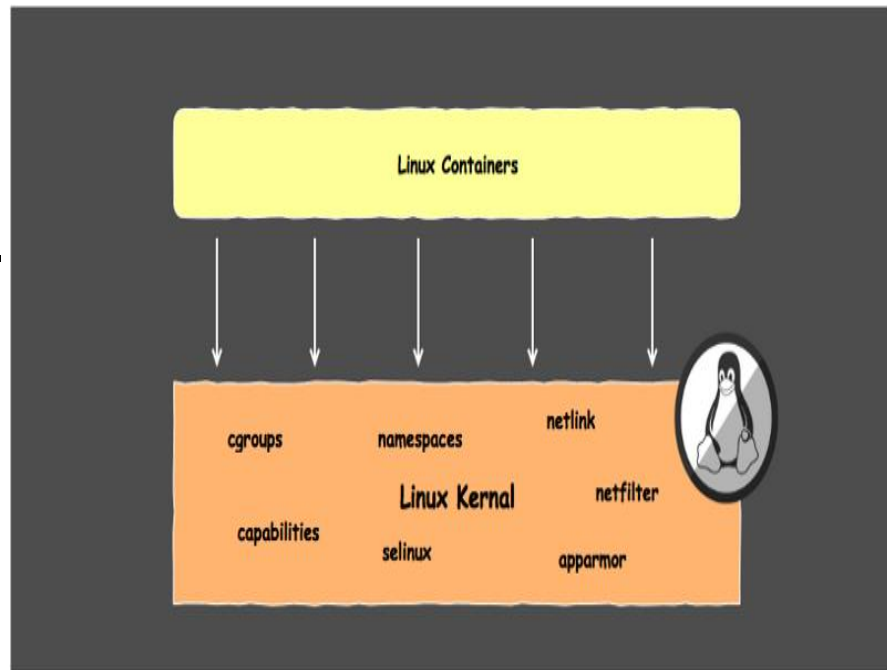 Linux Containers
netlink
cgroups
namespaces
Linux Kernal
netfilter
capabilities
selinux
apparmor